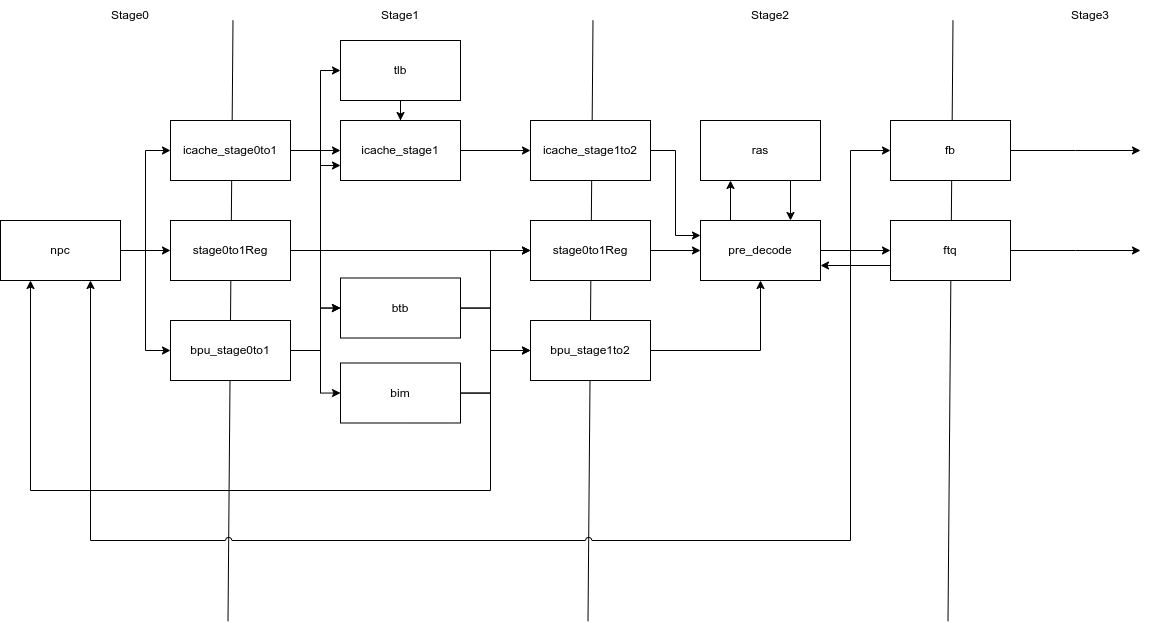 Stage0
Stage1
Stage2
Stage3
tlb
icache_stage0to1
icache_stage1
icache_stage1to2
ras
fb
npc
stage0to1Reg
stage0to1Reg
pre_decode
ftq
btb
bpu_stage0to1
bpu_stage1to2
bim